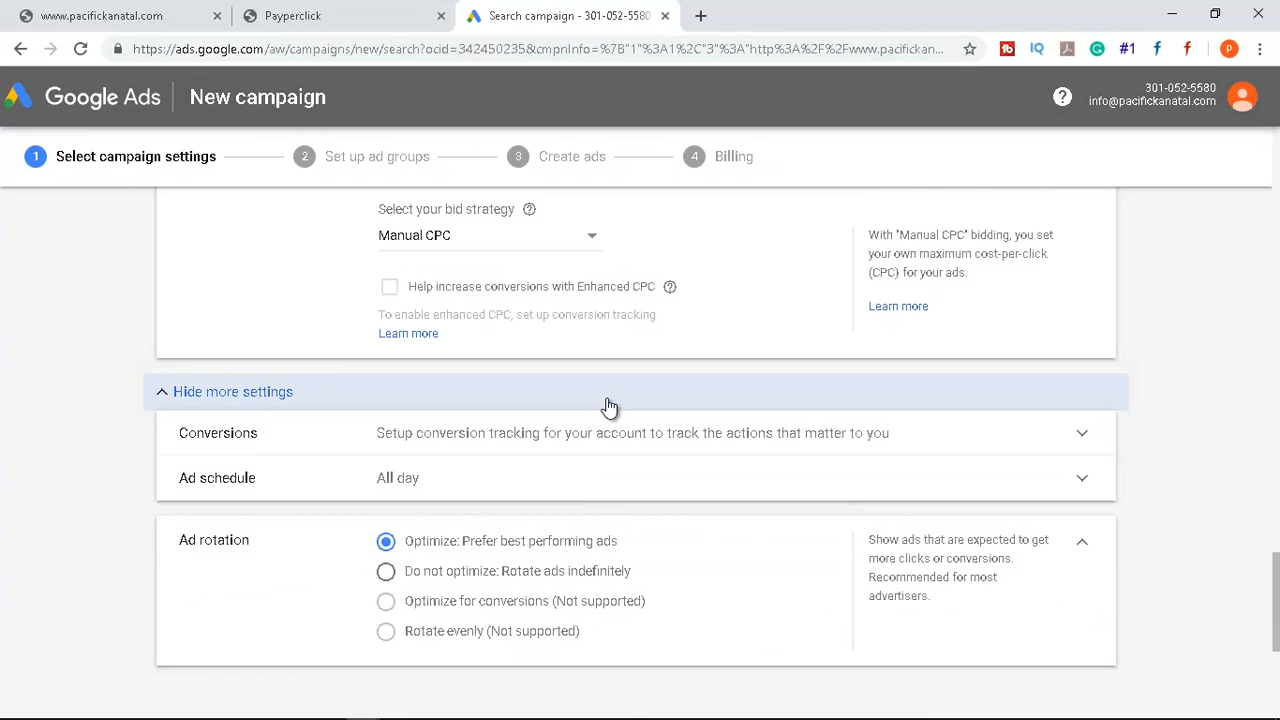 www.pacifickanatal.com
Payperclick
Search campaign - 301-052-5580
https://ads.google.com/aw/campaigns/new/search?ocid=342450235&cmpnInfo=%7B"1"%3A1%2C"3"%3A"http%3A%2F%2Fwww.pacifickan...
IQ
#1
P
Google Ads
New campaign
301-052-5580
info@pacifickanatal.com
1 Select campaign settings
2 Set up ad groups
3 Create ads
4 Billing
Select your bid strategy
Manual CPC
Help increase conversions with Enhanced CPC
To enable enhanced CPC, set up conversion tracking
Learn more
With "Manual CPC" bidding, you set
your own maximum cost-per-click
(CPC) for your ads.
Learn more
Hide more settings
Conversions
Setup conversion tracking for your account to track the actions that matter to you
Ad schedule
All day
Ad rotation
Optimize: Prefer best performing ads
Do not optimize: Rotate ads indefinitely
Optimize for conversions (Not supported)
Rotate evenly (Not supported)
Show ads that are expected to get
more clicks or conversions.
Recommended for most
advertisers.